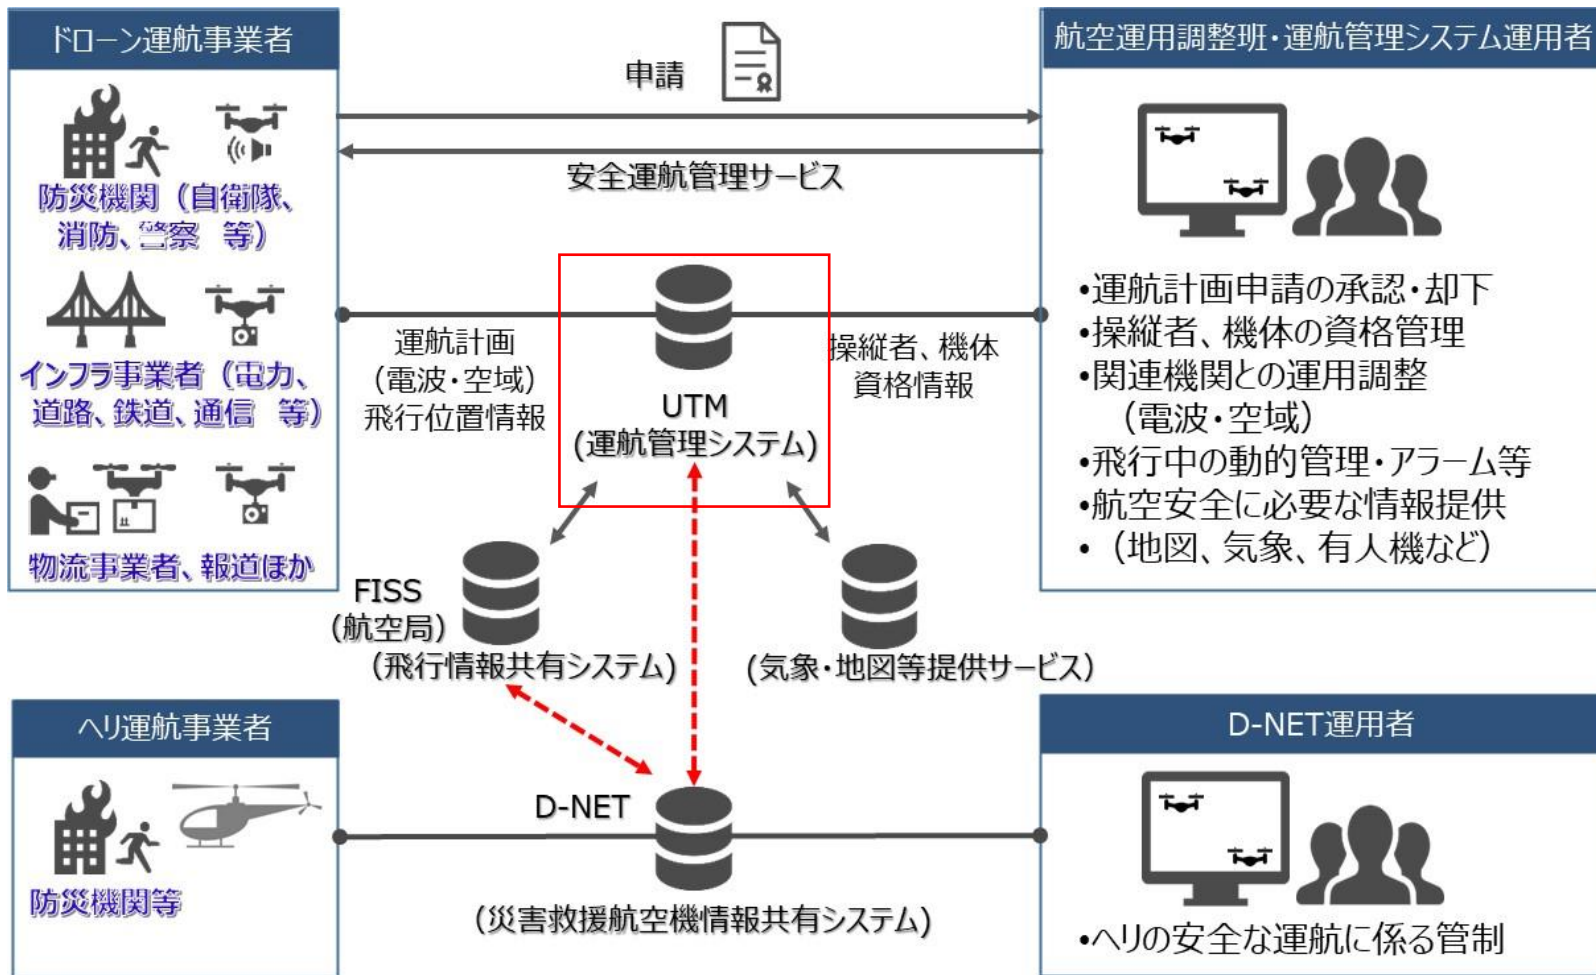 ドローン運航事業者
防災機関（自衛隊、
消防、警察　等）
インフラ事業者（電力、
道路、鉄道、通信　等）
物流事業者、報道ほか
申請
安全運航管理サービス
運航計画
（電波・空域）
飛行位置情報
UTM
(運航管理システム)
操縦者、機体
資格情報
航空運用調整班・運航管理システム運用者
•運航計画申請の承認・却下
•操縦者、機体の資格管理
•関連機関との運用調整
（電波・空域）
•飛行中の動的管理・アラーム等
•航空安全に必要な情報提供
•（地図、気象、有人機など）
FISS
（航空局）
（飛行情報共有システム)
(気象・地図等提供サービス）
ヘリ運航事業者
防災機関等
D-NET
（災害救援航空機情報共有システム）
D-NET運用者
•ヘリの安全な運航に係る管制